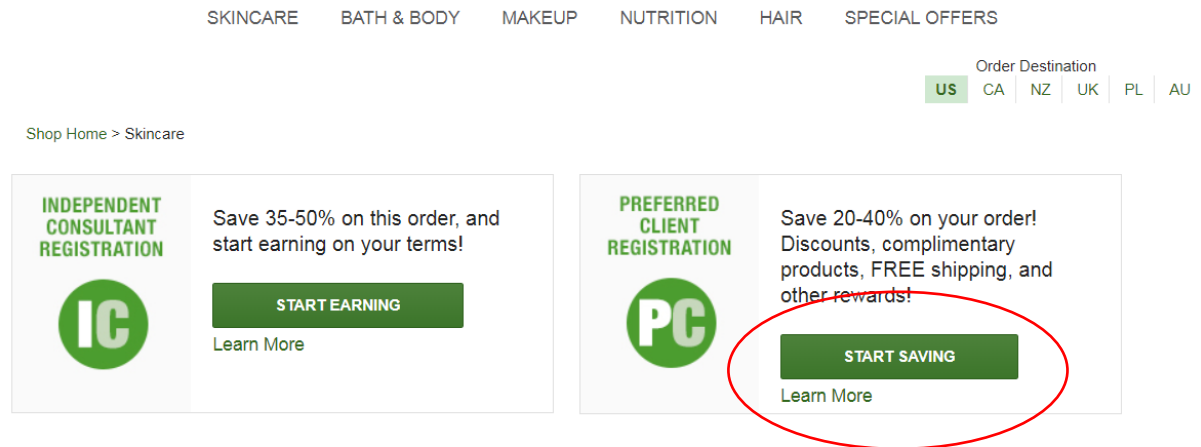 SKINCARE BATH & BODY MAKEUP NUTRITION HAIR SPECIAL OFFERS
Order Destination
US CA NZ UK PL AU
Shop Home > Skincare
INDEPENDENT
CONSULTANT
REGISTRATION
IC
Save 35-50% on this order, and
start earning on your terms!
START EARNING
Learn More
PREFERRED
CLIENT
REGISTRATION
PC
Save 20-40% on your order!
Discounts, complimentary
products, FREE shipping, and
other rewards!
START SAVING
Learn More